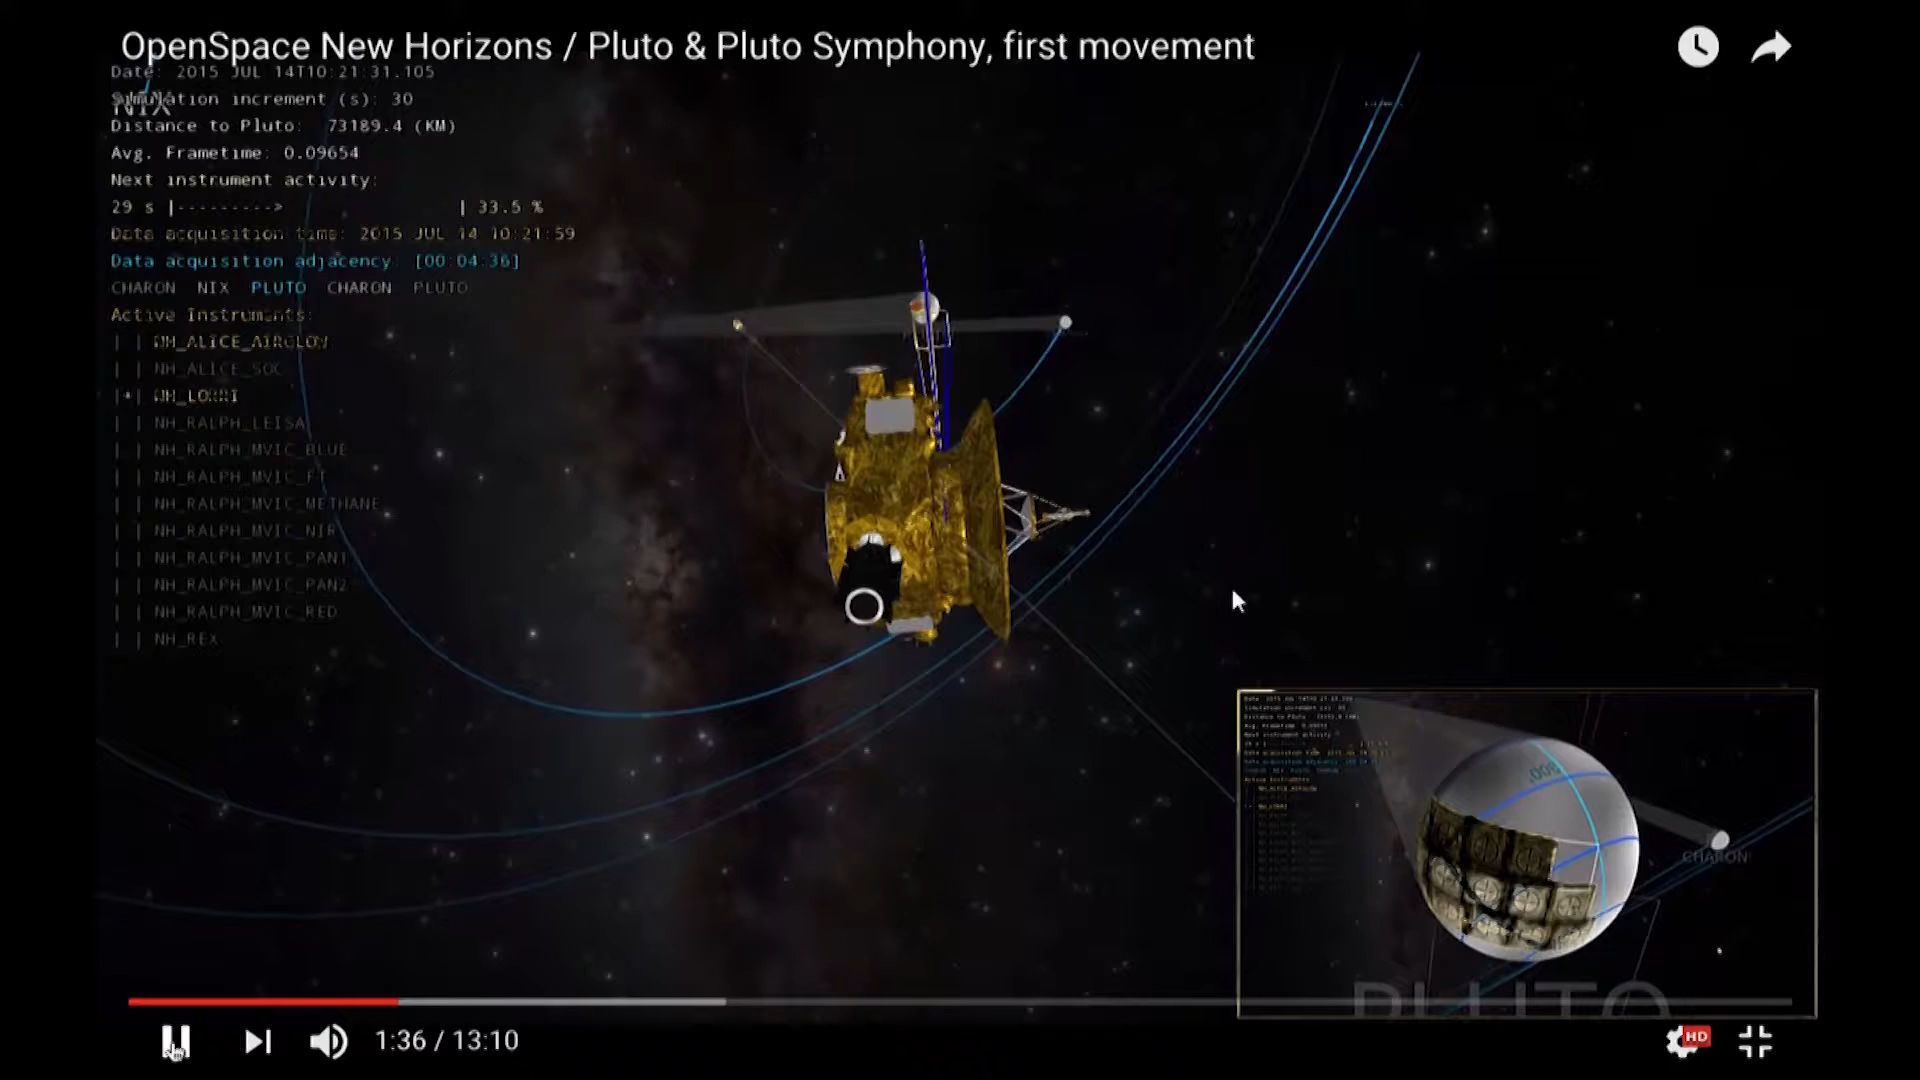 OpenSpace New Horizons / Pluto & Pluto Symphony, first movement
Date: 2015 JUL 14T10:21:31.105
NIX
Simulation increment (s): 30
Distance to Pluto: 73189.4 (KM)
Avg. Frametime: 0.09654
Next instrument activity:
29 s |---------> | 33.5 %
Data acquisition time: 2015 JUL 14 10:21:59
Data acquisition adjacency: [00:04:36]
CHARON NIX PLUTO CHARON PLUTO
Active Instruments:
| | NH_ALICE_AIRGLOW
| | NH_ALICE_SOC
|+| NH_LORRI
| | NH_RALPH_LEISA
| | NH_RALPH_MVIC_BLUE
| | NH_RALPH_MVIC_FT
| | NH_RALPH_MVIC_METHANE
| | NH_RALPH_MVIC_NIR
| | NH_RALPH_MVIC_PAN1
| | NH_RALPH_MVIC_PAN2
| | NH_RALPH_MVIC_RED
| | NH_REX
CHARON
PLUTO
1:36 / 13:10
HD